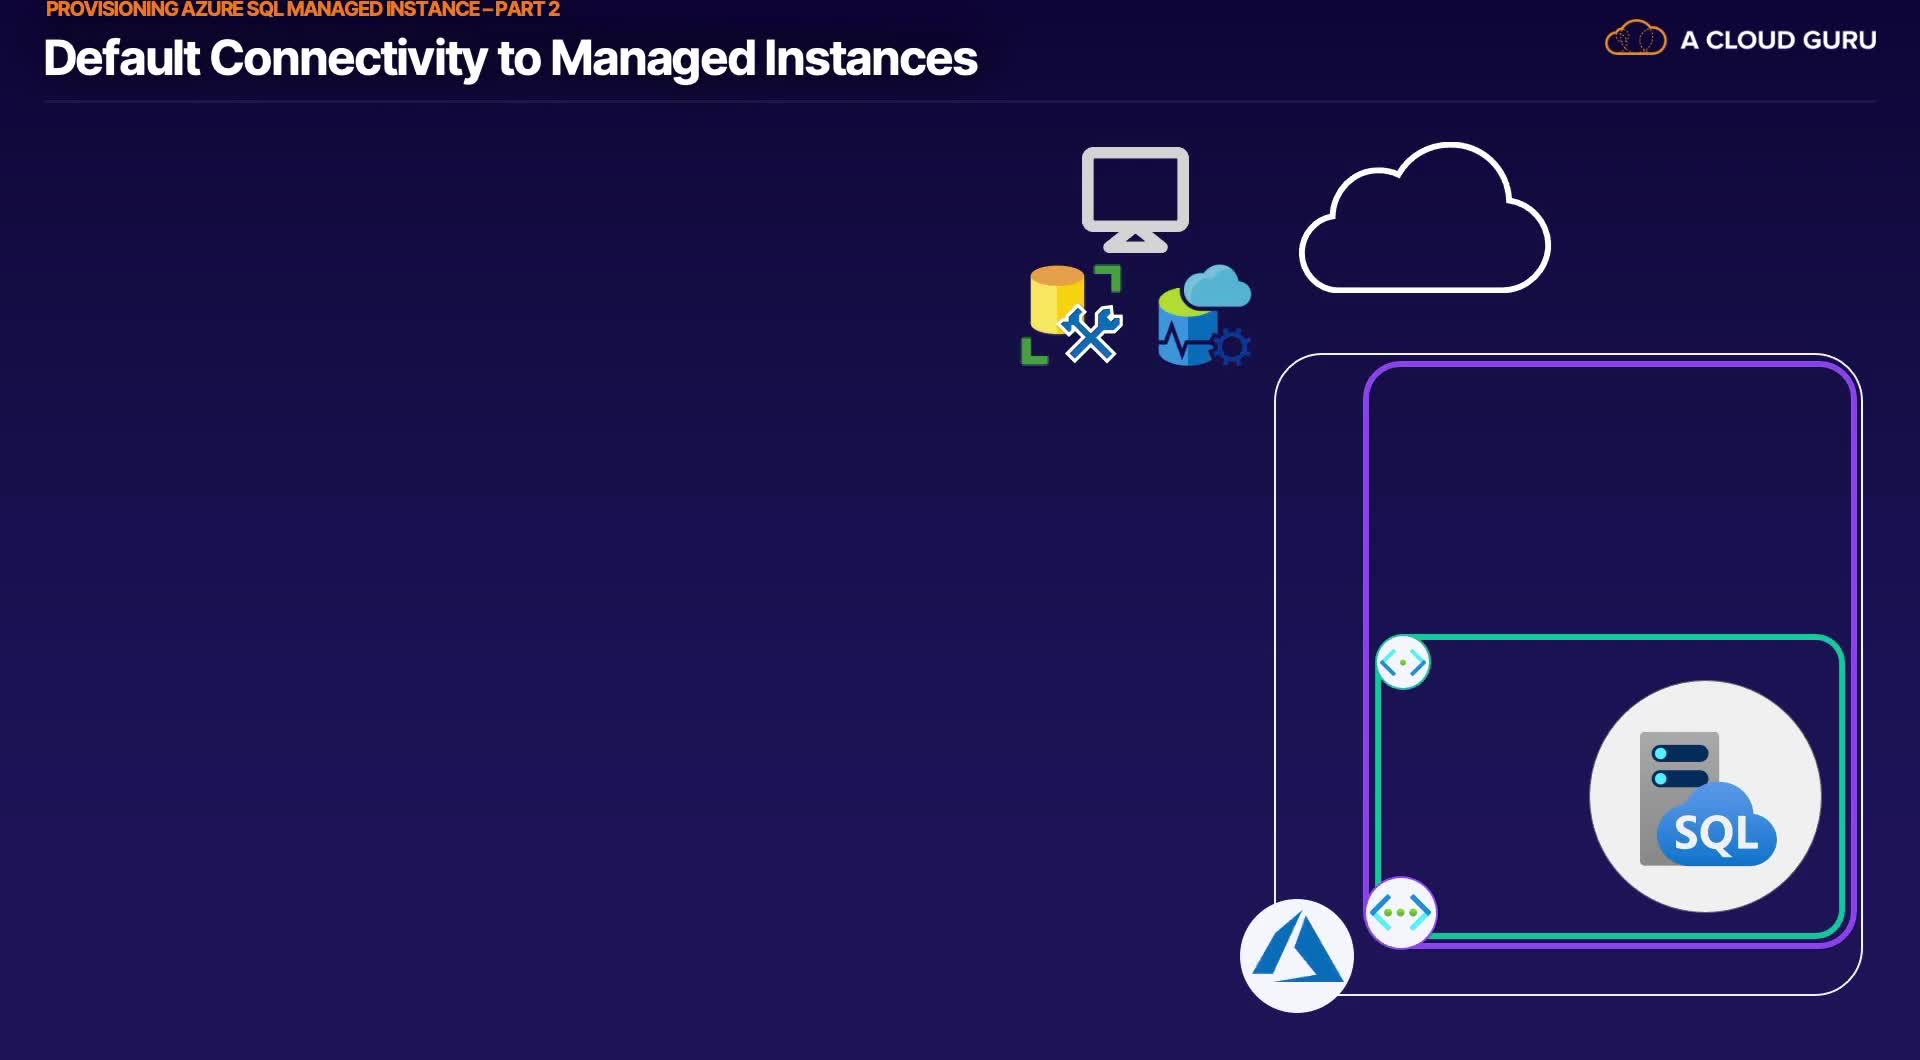 PROVISIONING AZURE SQL MANAGED INSTANCE – PART 2
Default Connectivity to Managed Instances
A CLOUD GURU
SQL